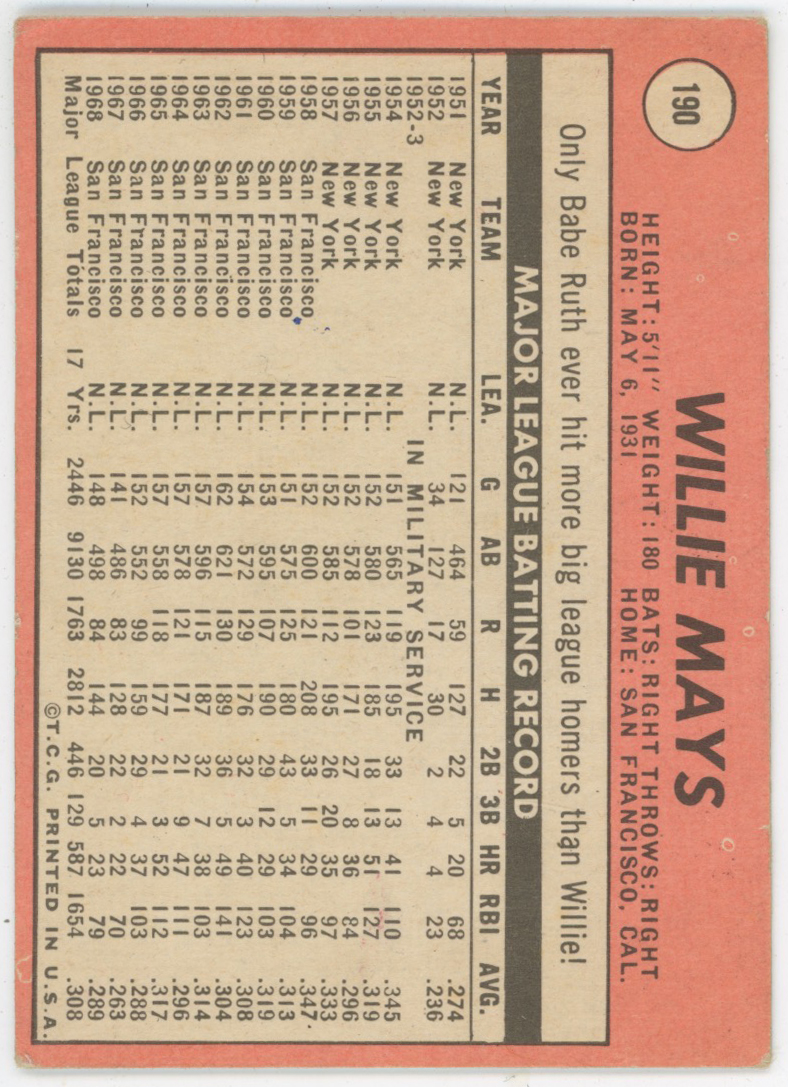 190
WILLIE MAYS
HEIGHT: 5'11" WEIGHT: 180 BATS: RIGHT THROWS: RIGHT
BORN: MAY 6, 1931 HOME: SAN FRANCISCO, CAL.
Only Babe Ruth ever hit more big league homers than Willie!
MAJOR LEAGUE BATTING RECORD
YEAR TEAM LEA. G AB R H 2B 3B HR RBI AVG.
1951 New York N.L. 121 464 59 127 22 5 20 68 .274
1952 New York N.L. 34 127 17 30 2 4 4 23 .236
1952-3 IN MILITARY SERVICE
1954 New York N.L. 151 565 119 195 33 13 41 110 .345
1955 New York N.L. 152 580 123 185 18 13 51 127 .319
1956 New York N.L. 152 578 101 171 27 8 36 84 .296
1957 New York N.L. 152 585 112 195 26 20 35 97 .333
1958 San Francisco N.L. 152 600 121 208 33 11 29 96 .347
1959 San Francisco N.L. 151 575 125 180 43 5 34 104 .313
1960 San Francisco N.L. 153 595 107 190 29 12 29 103 .319
1961 San Francisco N.L. 154 572 129 176 32 3 40 123 .308
1962 San Francisco N.L. 162 621 130 189 36 5 49 141 .304
1963 San Francisco N.L. 157 596 115 187 32 7 38 103 .314
1964 San Francisco N.L. 157 578 121 171 21 9 47 111 .296
1965 San Francisco N.L. 157 558 118 177 21 3 52 112 .317
1966 San Francisco N.L. 152 552 99 159 29 4 37 103 .288
1967 San Francisco N.L. 141 486 83 128 22 2 22 70 .263
1968 San Francisco N.L. 148 498 84 144 20 5 23 79 .289
Major League Totals 17 Yrs. 2446 9130 1763 2812 446 129 587 1654 .308
©T.C.G. PRINTED IN U.S.A.